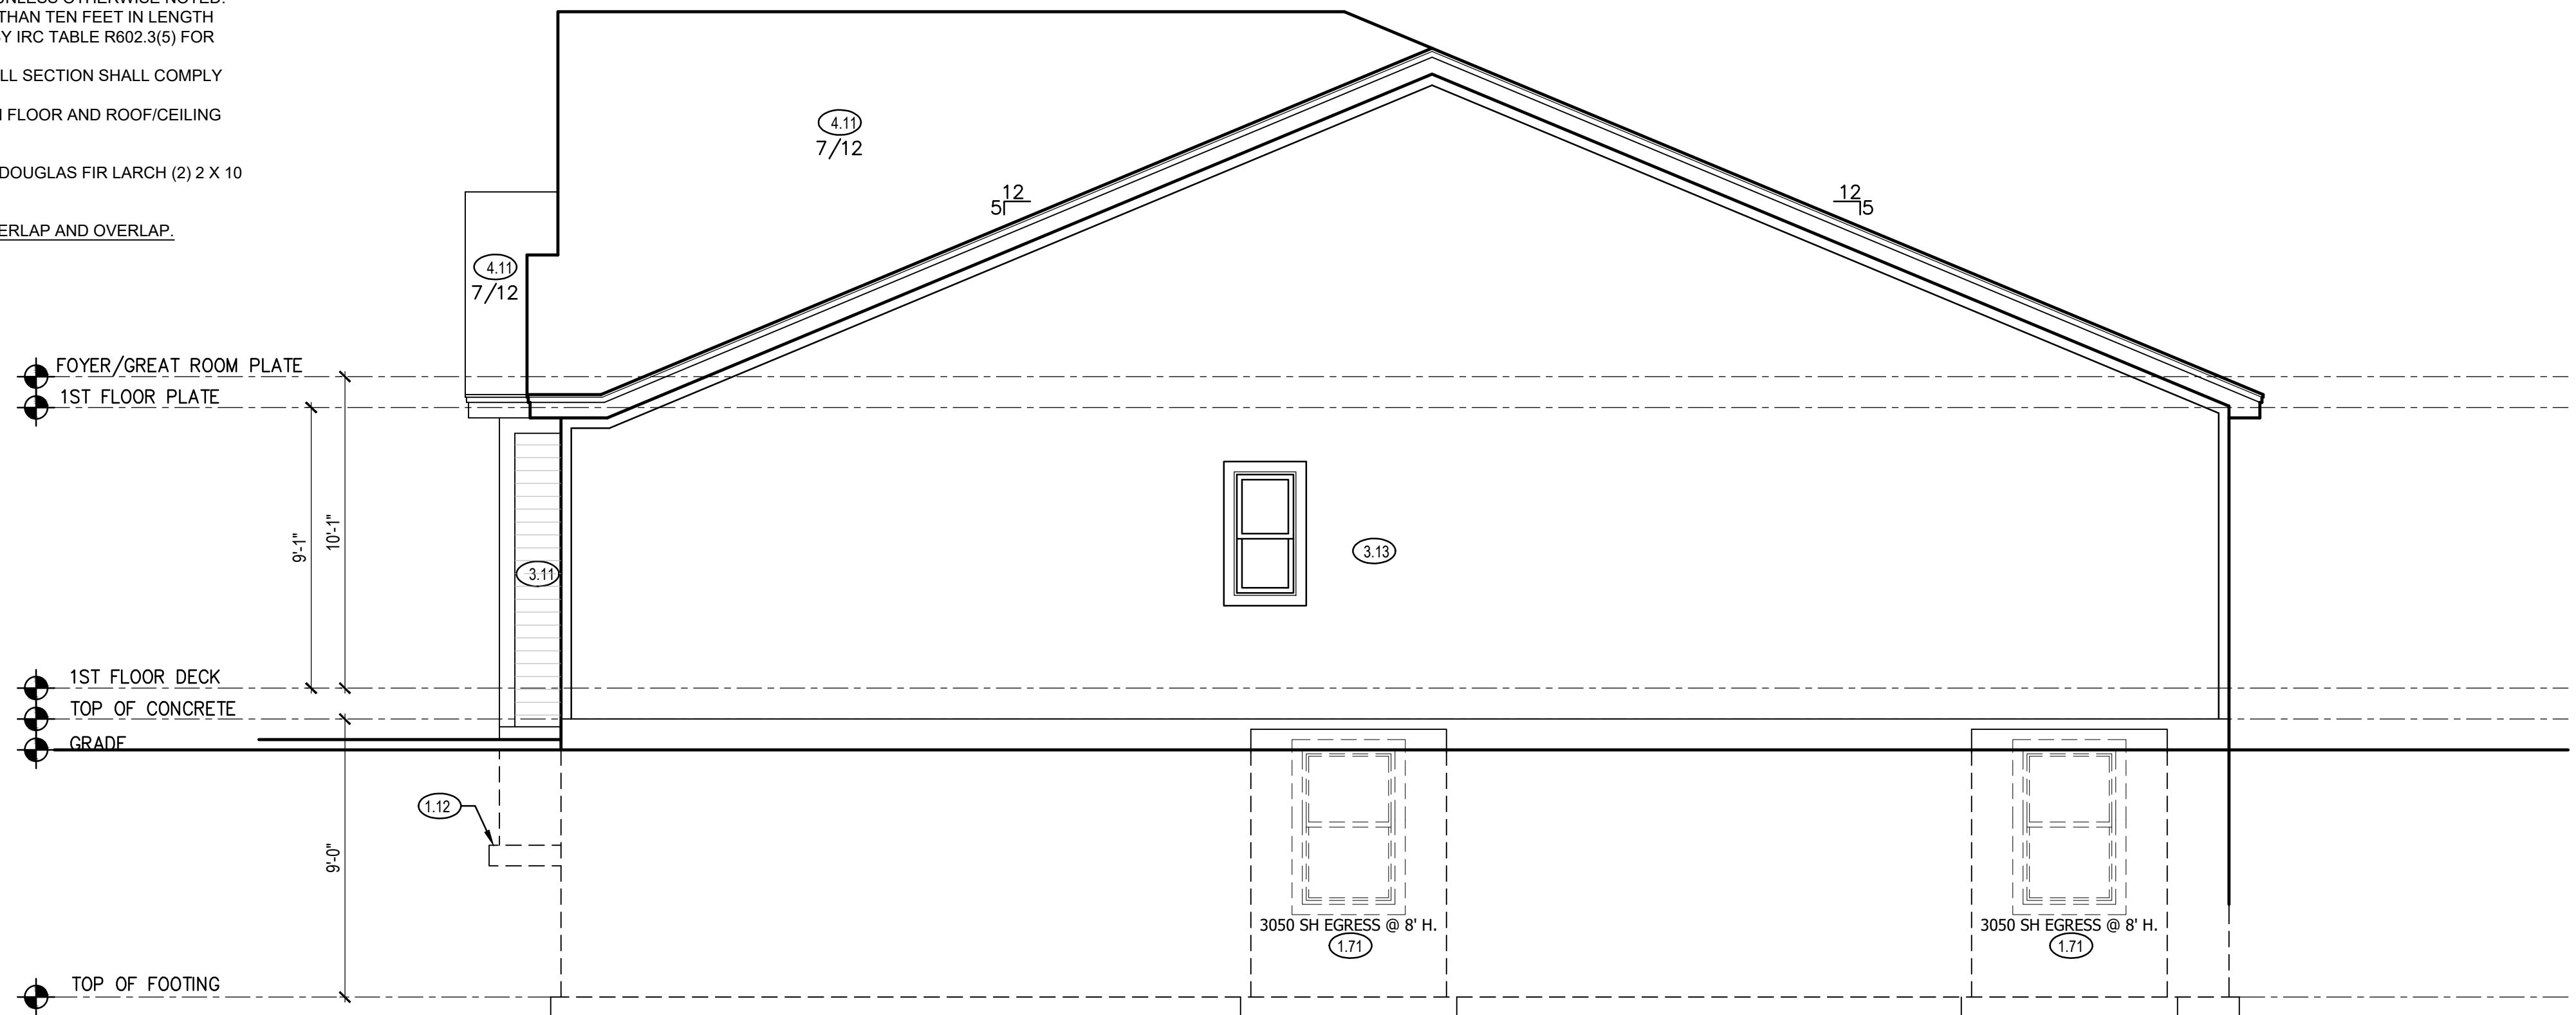 UNLESS OTHERWISE NOTED.
THAN TEN FEET IN LENGTH
BY IRC TABLE R602.3(5) FOR
LL SECTION SHALL COMPLY
FLOOR AND ROOF/CEILING
DOUGLAS FIR LARCH (2) 2 X 10
ERLAP AND OVERLAP.
4.11
7/12
12
5
12
5
4.11
7/12
FOYER/GREAT ROOM PLATE
1ST FLOOR PLATE
9'-1"
10'-1"
3.11
3.13
1ST FLOOR DECK
TOP OF CONCRETE
GRADE
1.12
9'-0"
3050 SH EGRESS @ 8' H.
1.71
3050 SH EGRESS @ 8' H.
1.71
TOP OF FOOTING